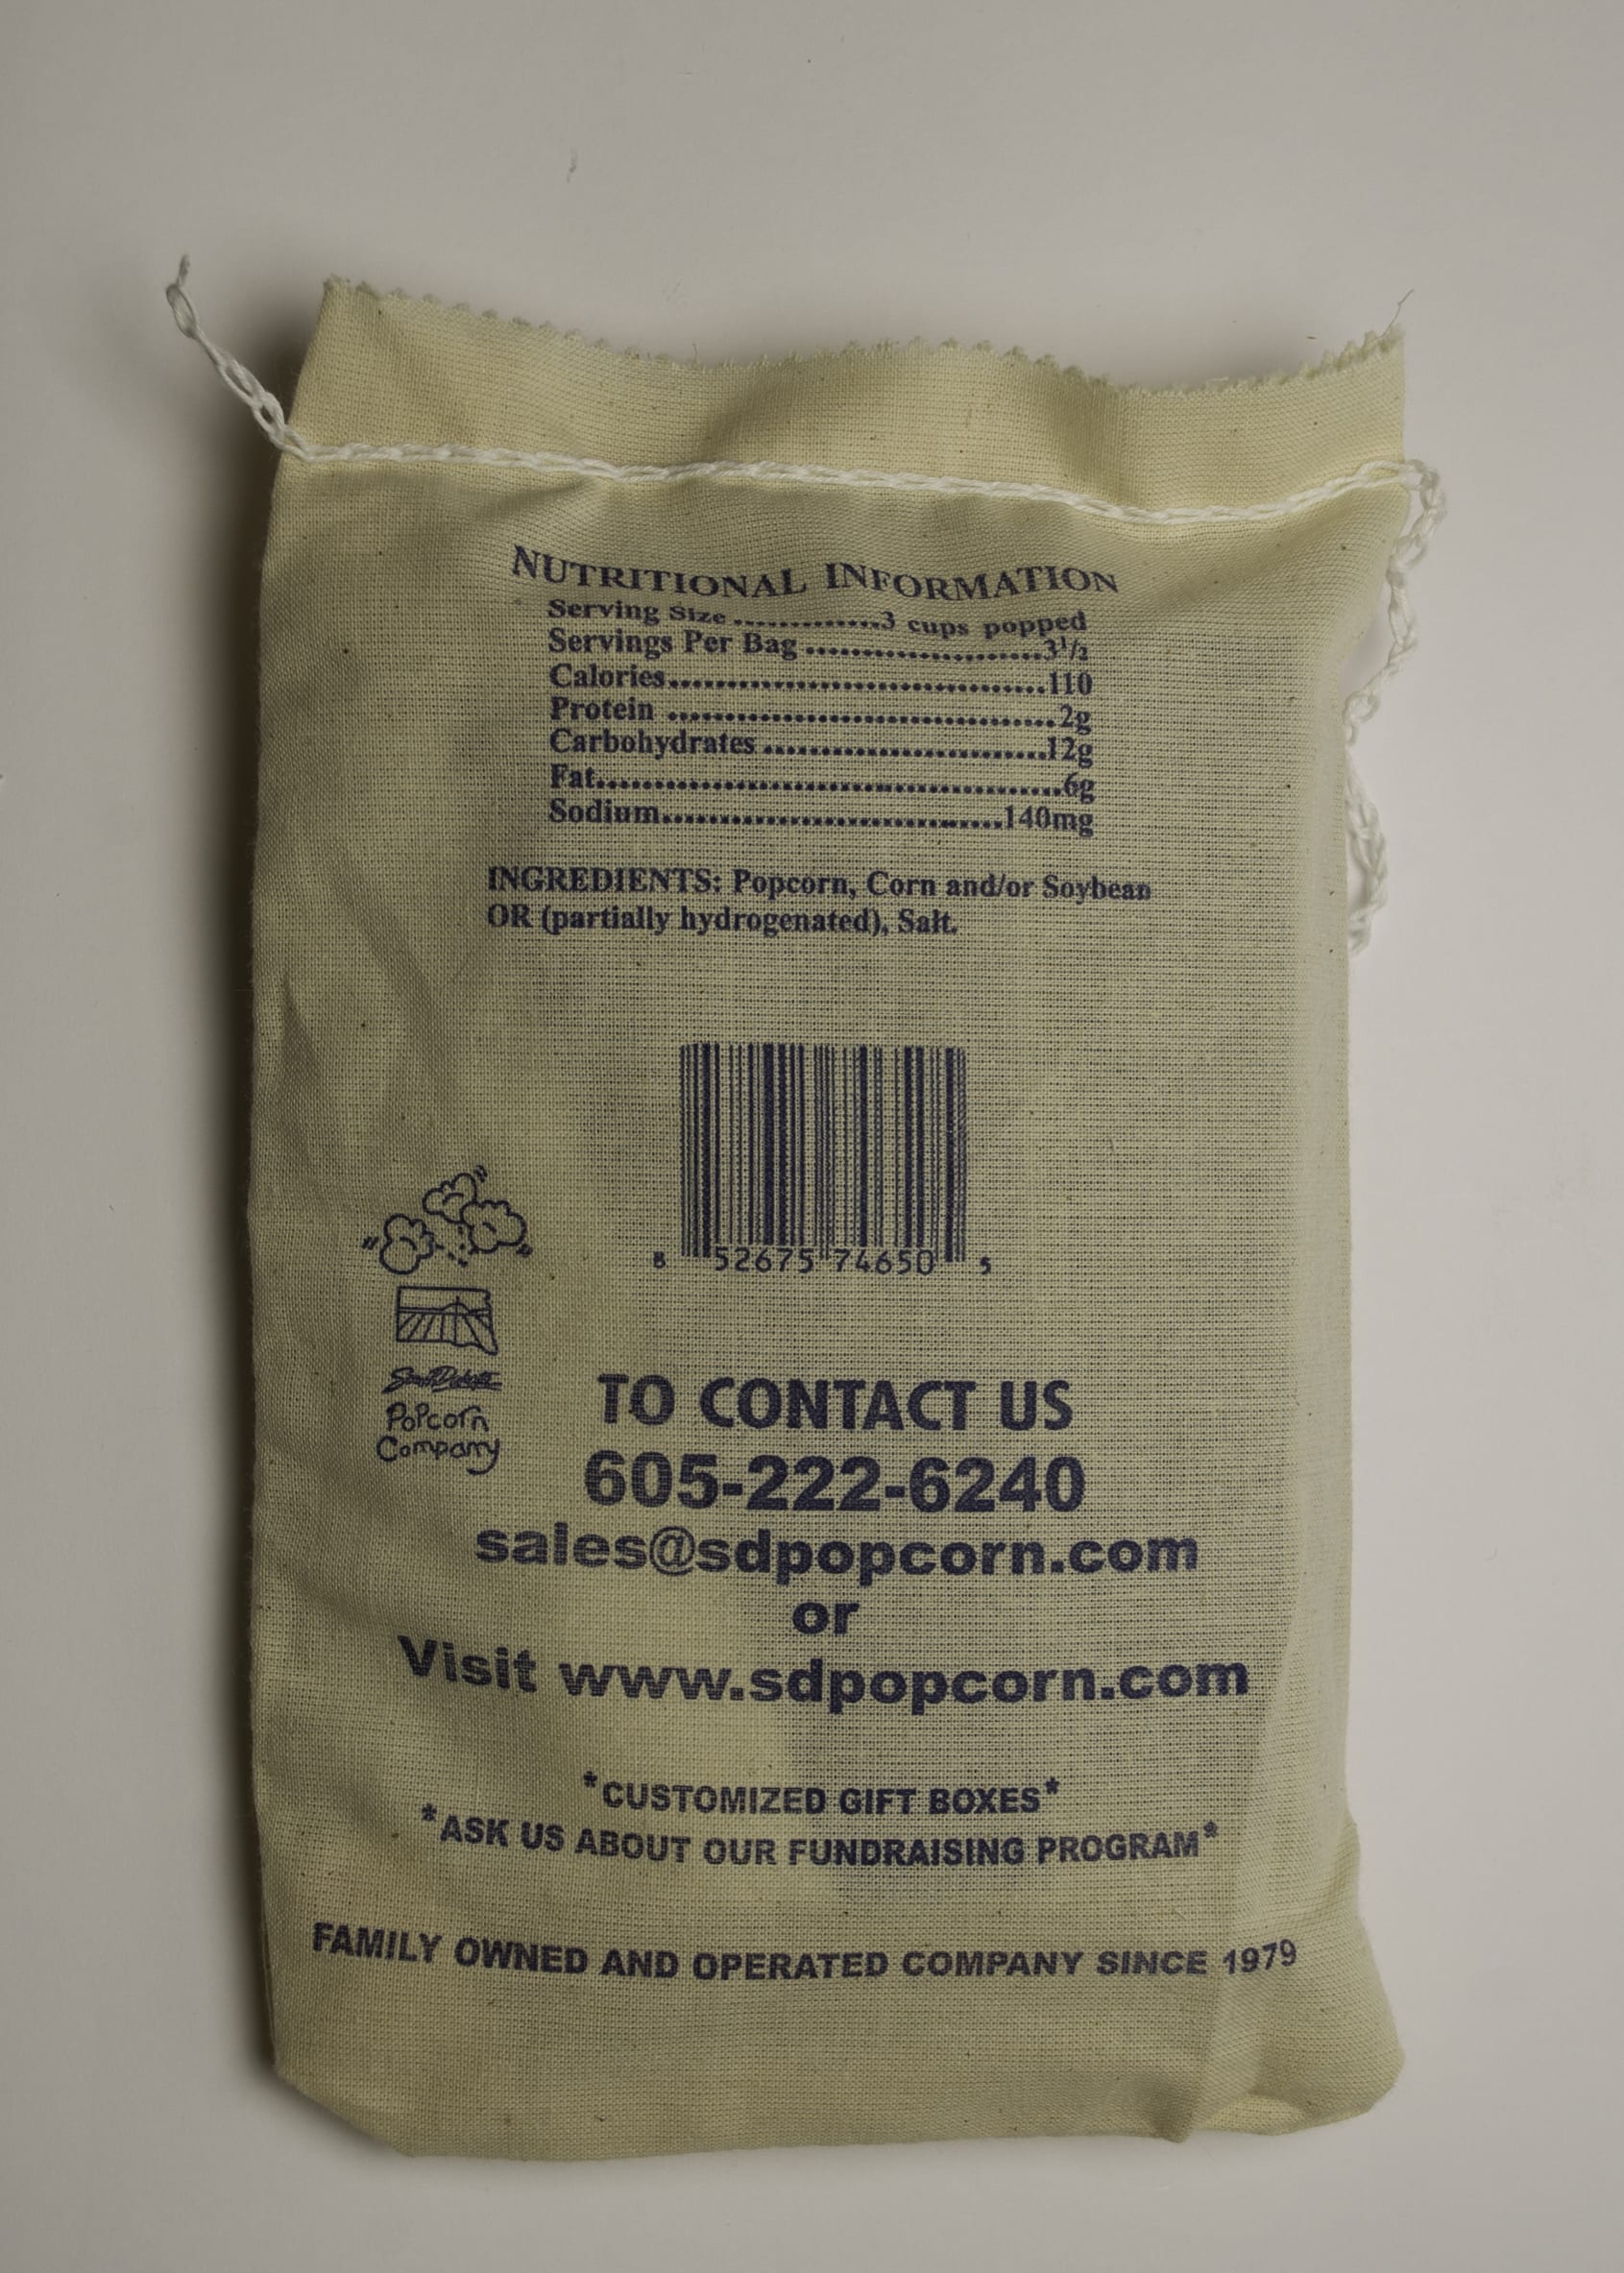 NUTRITIONAL INFORMATION
Serving Size .............3 cups popped
Servings Per Bag ......................3½
Calories...................................110
Protein ....................................2g
Carbohydrates ..........................12g
Fat...........................................6g
Sodium................................140mg
INGREDIENTS: Popcorn, Corn and/or Soybean
OR (partially hydrogenated), Salt.
8 52675 74650 5
South Dakota
Popcorn
Company
TO CONTACT US
605-222-6240
sales@sdpopcorn.com
or
Visit www.sdpopcorn.com
*CUSTOMIZED GIFT BOXES*
*ASK US ABOUT OUR FUNDRAISING PROGRAM*
FAMILY OWNED AND OPERATED COMPANY SINCE 1979